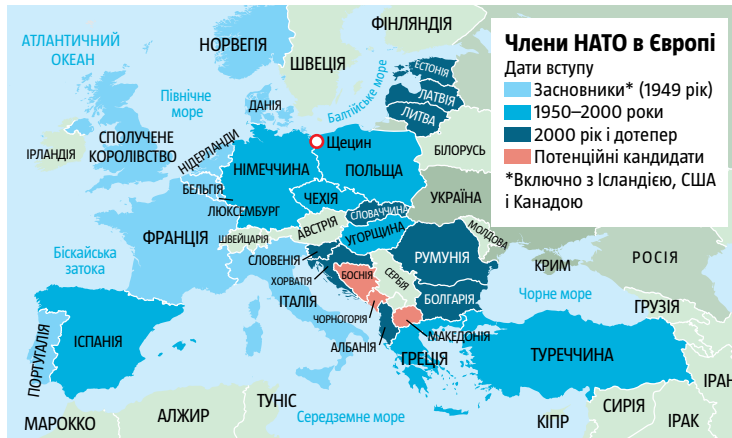 Члени НАТО в Європі
Дати вступу
Засновники* (1949 рік)
1950–2000 роки
2000 рік і дотепер
Потенційні кандидати
*Включно з Ісландією, США
і Канадою
АТЛАНТИЧНИЙ
ОКЕАН
НОРВЕГІЯ
ФІНЛЯНДІЯ
ШВЕЦІЯ
ЕСТОНІЯ
Північне
море
ДАНІЯ
Балтійське море
ЛАТВІЯ
ЛИТВА
СПОЛУЧЕНЕ
КОРОЛІВСТВО
ІРЛАНДІЯ
НІДЕРЛАНДИ
Щецин
БІЛОРУСЬ
НІМЕЧЧИНА
ПОЛЬЩА
БЕЛЬГІЯ
ЛЮКСЕМБУРГ
ЧЕХІЯ
УКРАЇНА
СЛОВАЧЧИНА
АВСТРІЯ
УГОРЩИНА
МОЛДОВА
ФРАНЦІЯ
ШВЕЙЦАРІЯ
Біскайська
затока
СЛОВЕНІЯ
РУМУНІЯ
РОСІЯ
КРИМ
ХОРВАТІЯ
БОСНІЯ
СЕРБІЯ
ІТАЛІЯ
БОЛГАРІЯ
Чорне море
ГРУЗІЯ
ЧОРНОГОРІЯ
МАКЕДОНІЯ
АЛБАНІЯ
ГРЕЦІЯ
ТУРЕЧЧИНА
ПОРТУГАЛІЯ
ІСПАНІЯ
ІРАН
ТУНІС
АЛЖИР
МАРОККО
Середземне море
КІПР
СИРІЯ
ІРАК